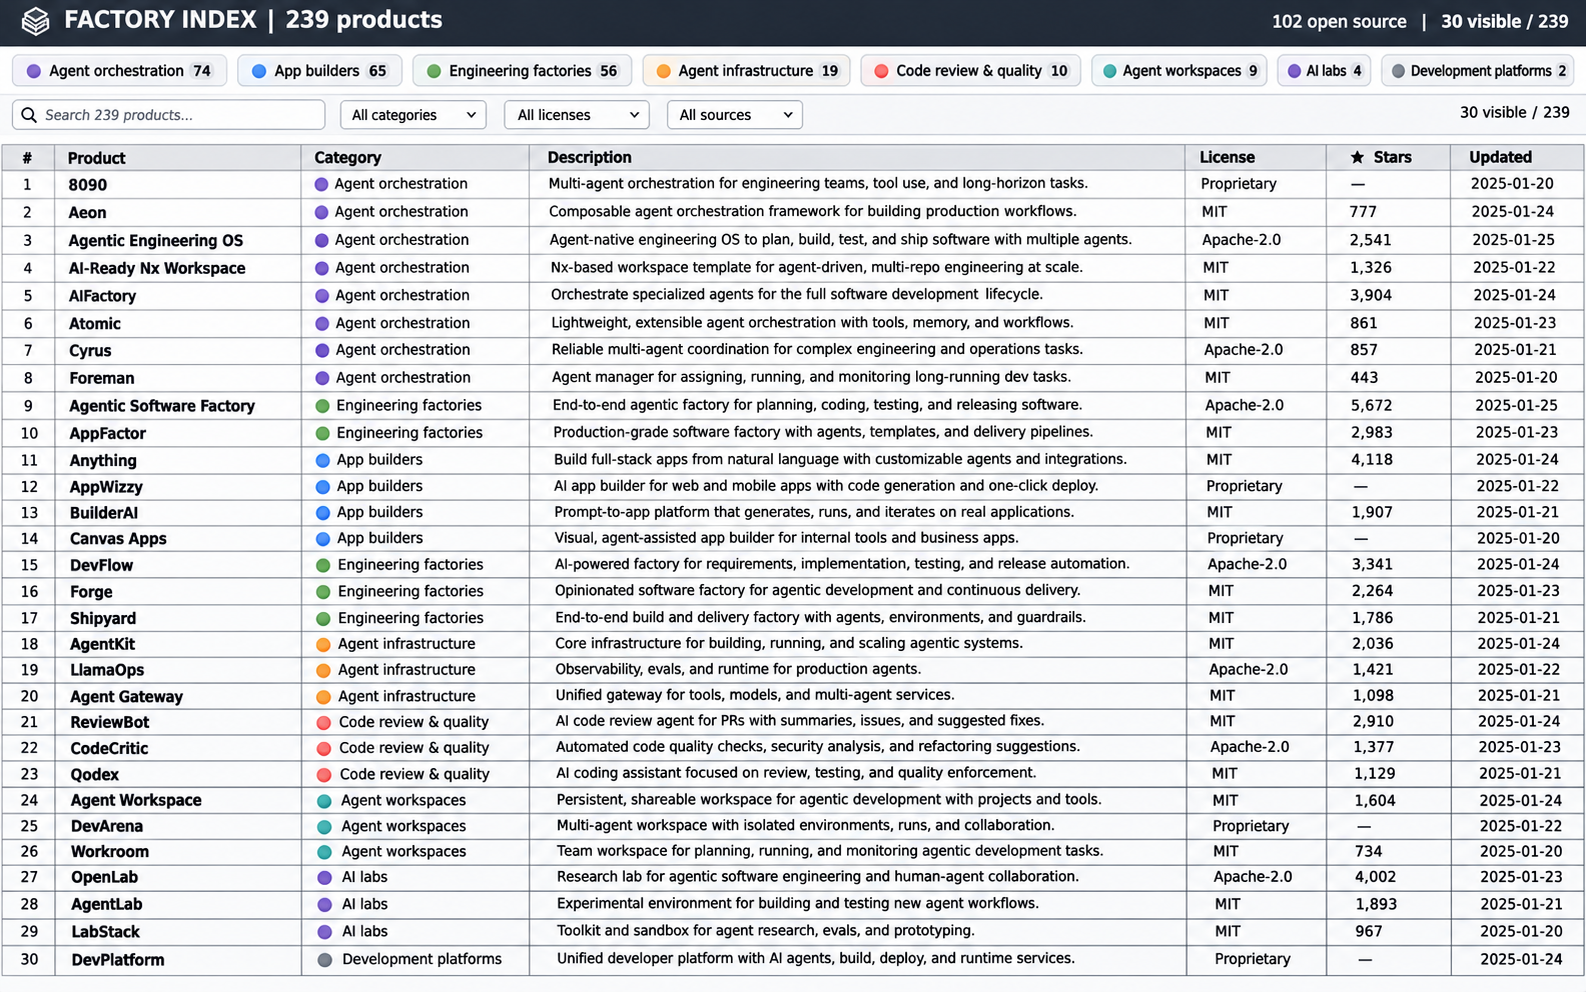 FACTORY INDEX | 239 products
102 open source | 30 visible / 239
Agent orchestration 74 App builders 65 Engineering factories 56 Agent infrastructure 19 Code review & quality 10 Agent workspaces 9 AI labs 4 Development platforms 2
Search 239 products... All categories All licenses All sources 30 visible / 239
# Product Category Description License ★ Stars Updated
1 8090 Agent orchestration Multi-agent orchestration for engineering teams, tool use, and long-horizon tasks. Proprietary — 2025-01-20
2 Aeon Agent orchestration Composable agent orchestration framework for building production workflows. MIT 777 2025-01-24
3 Agentic Engineering OS Agent orchestration Agent-native engineering OS to plan, build, test, and ship software with multiple agents. Apache-2.0 2,541 2025-01-25
4 AI-Ready Nx Workspace Agent orchestration Nx-based workspace template for agent-driven, multi-repo engineering at scale. MIT 1,326 2025-01-22
5 AIFactory Agent orchestration Orchestrate specialized agents for the full software development lifecycle. MIT 3,904 2025-01-24
6 Atomic Agent orchestration Lightweight, extensible agent orchestration with tools, memory, and workflows. MIT 861 2025-01-23
7 Cyrus Agent orchestration Reliable multi-agent coordination for complex engineering and operations tasks. Apache-2.0 857 2025-01-21
8 Foreman Agent orchestration Agent manager for assigning, running, and monitoring long-running dev tasks. MIT 443 2025-01-20
9 Agentic Software Factory Engineering factories End-to-end agentic factory for planning, coding, testing, and releasing software. Apache-2.0 5,672 2025-01-25
10 AppFactor Engineering factories Production-grade software factory with agents, templates, and delivery pipelines. MIT 2,983 2025-01-23
11 Anything App builders Build full-stack apps from natural language with customizable agents and integrations. MIT 4,118 2025-01-24
12 AppWizzy App builders AI app builder for web and mobile apps with code generation and one-click deploy. Proprietary — 2025-01-22
13 BuilderAI App builders Prompt-to-app platform that generates, runs, and iterates on real applications. MIT 1,907 2025-01-21
14 Canvas Apps App builders Visual, agent-assisted app builder for internal tools and business apps. Proprietary — 2025-01-20
15 DevFlow Engineering factories AI-powered factory for requirements, implementation, testing, and release automation. Apache-2.0 3,341 2025-01-24
16 Forge Engineering factories Opinionated software factory for agentic development and continuous delivery. MIT 2,264 2025-01-23
17 Shipyard Engineering factories End-to-end build and delivery factory with agents, environments, and guardrails. MIT 1,786 2025-01-21
18 AgentKit Agent infrastructure Core infrastructure for building, running, and scaling agentic systems. MIT 2,036 2025-01-24
19 LlamaOps Agent infrastructure Observability, evals, and runtime for production agents. Apache-2.0 1,421 2025-01-22
20 Agent Gateway Agent infrastructure Unified gateway for tools, models, and multi-agent services. MIT 1,098 2025-01-21
21 ReviewBot Code review & quality AI code review agent for PRs with summaries, issues, and suggested fixes. MIT 2,910 2025-01-24
22 CodeCritic Code review & quality Automated code quality checks, security analysis, and refactoring suggestions. Apache-2.0 1,377 2025-01-23
23 Qodex Code review & quality AI coding assistant focused on review, testing, and quality enforcement. MIT 1,129 2025-01-21
24 Agent Workspace Agent workspaces Persistent, shareable workspace for agentic development with projects and tools. MIT 1,604 2025-01-24
25 DevArena Agent workspaces Multi-agent workspace with isolated environments, runs, and collaboration. Proprietary — 2025-01-22
26 Workroom Agent workspaces Team workspace for planning, running, and monitoring agentic development tasks. MIT 734 2025-01-20
27 OpenLab AI labs Research lab for agentic software engineering and human-agent collaboration. Apache-2.0 4,002 2025-01-23
28 AgentLab AI labs Experimental environment for building and testing new agent workflows. MIT 1,893 2025-01-21
29 LabStack AI labs Toolkit and sandbox for agent research, evals, and prototyping. MIT 967 2025-01-20
30 DevPlatform Development platforms Unified developer platform with AI agents, build, deploy, and runtime services. Proprietary — 2025-01-24